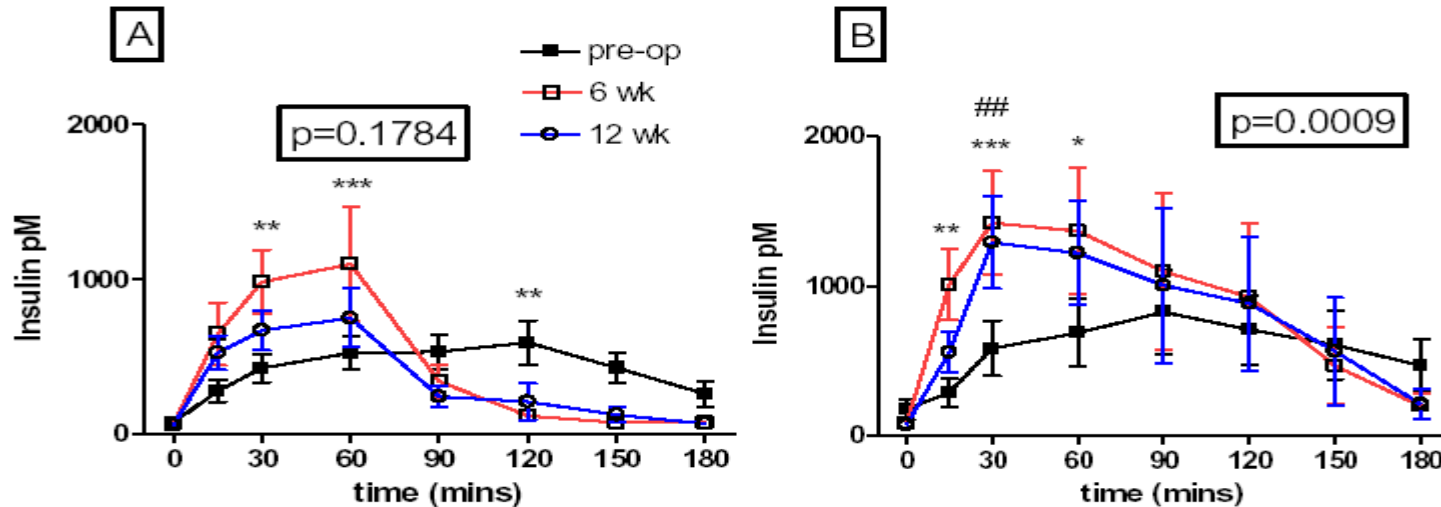 A
pre-op
6 wk
12 wk
p=0.1784
2000
1000
0
Insulin pM
**
***
**
0 30 60 90 120 150 180
time (mins)
B
p=0.0009
2000
1000
0
Insulin pM
**
##
***
*
0 30 60 90 120 150 180
time (mins)